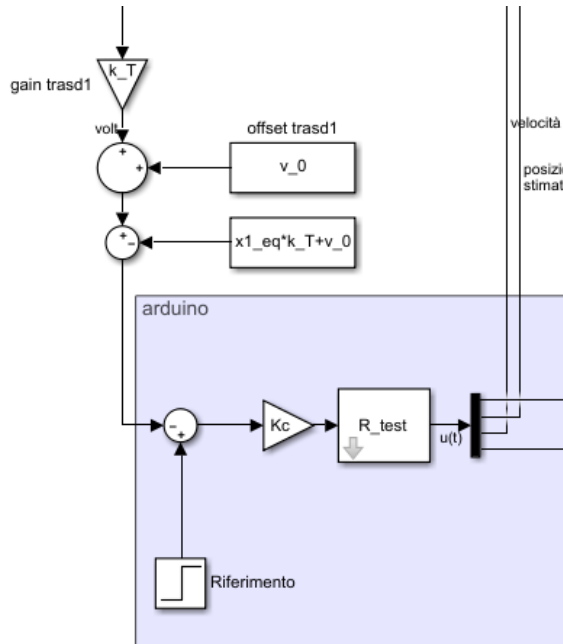 k_T
gain trasd1
volt
offset trasd1
v_0
velocità
x1_eq*k_T+v_0
arduino
Kc
R_test
u(t)
Riferimento